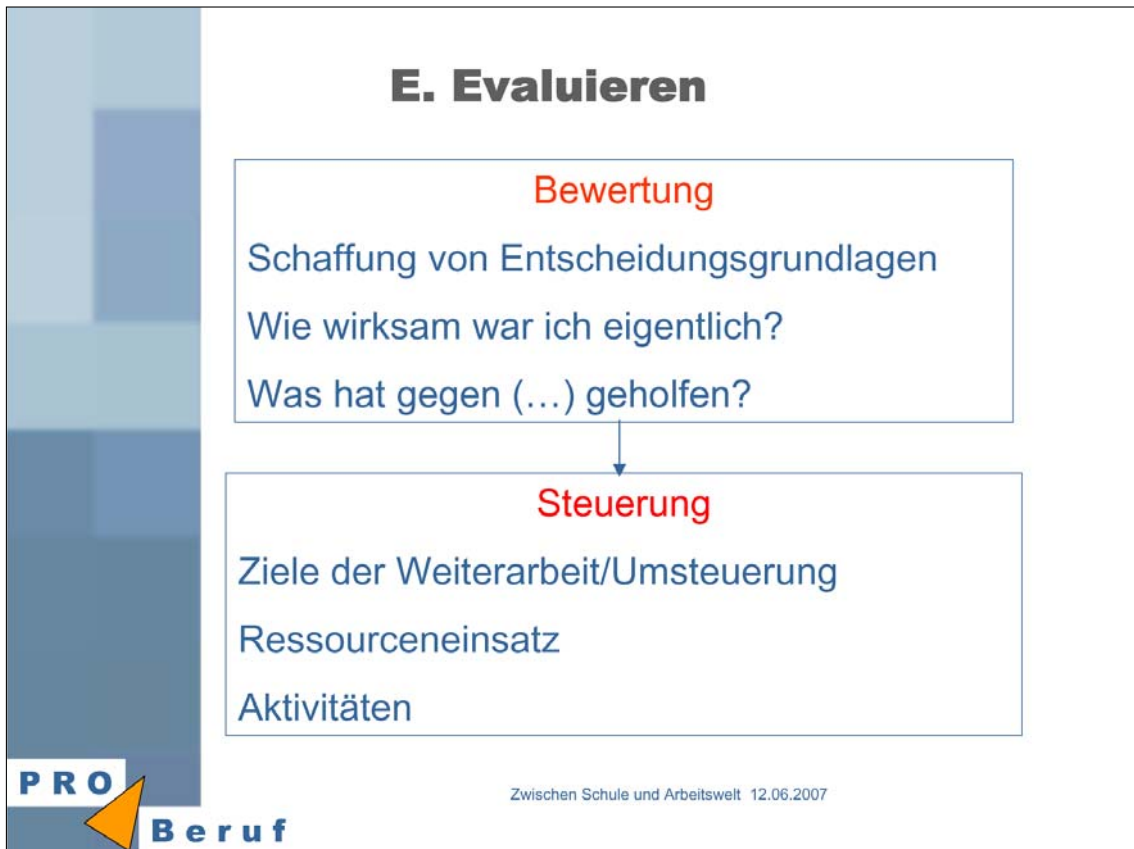 E. Evaluieren
Bewertung
Schaffung von Entscheidungsgrundlagen
Wie wirksam war ich eigentlich?
Was hat gegen (…) geholfen?
Steuerung
Ziele der Weiterarbeit/Umsteuerung
Ressourceneinsatz
Aktivitäten
PRO
Beruf
Zwischen Schule und Arbeitswelt 12.06.2007